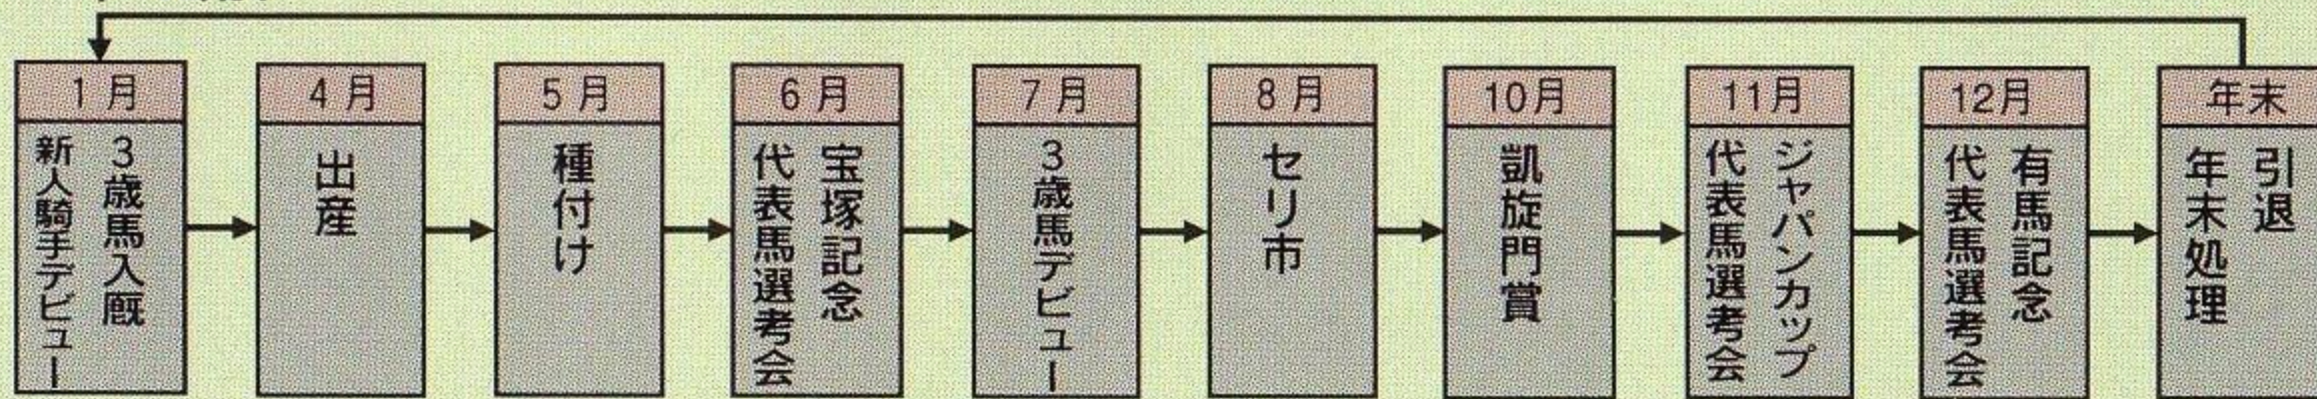 1月
3歳馬入厩
新人騎手デビュー
4月
出産
5月
種付け
6月
宝塚記念
代表馬選考会
7月
3歳馬デビュー
8月
セリ市
10月
凱旋門賞
11月
ジャパンカップ
代表馬選考会
12月
有馬記念
代表馬選考会
年末
引退
年末処理